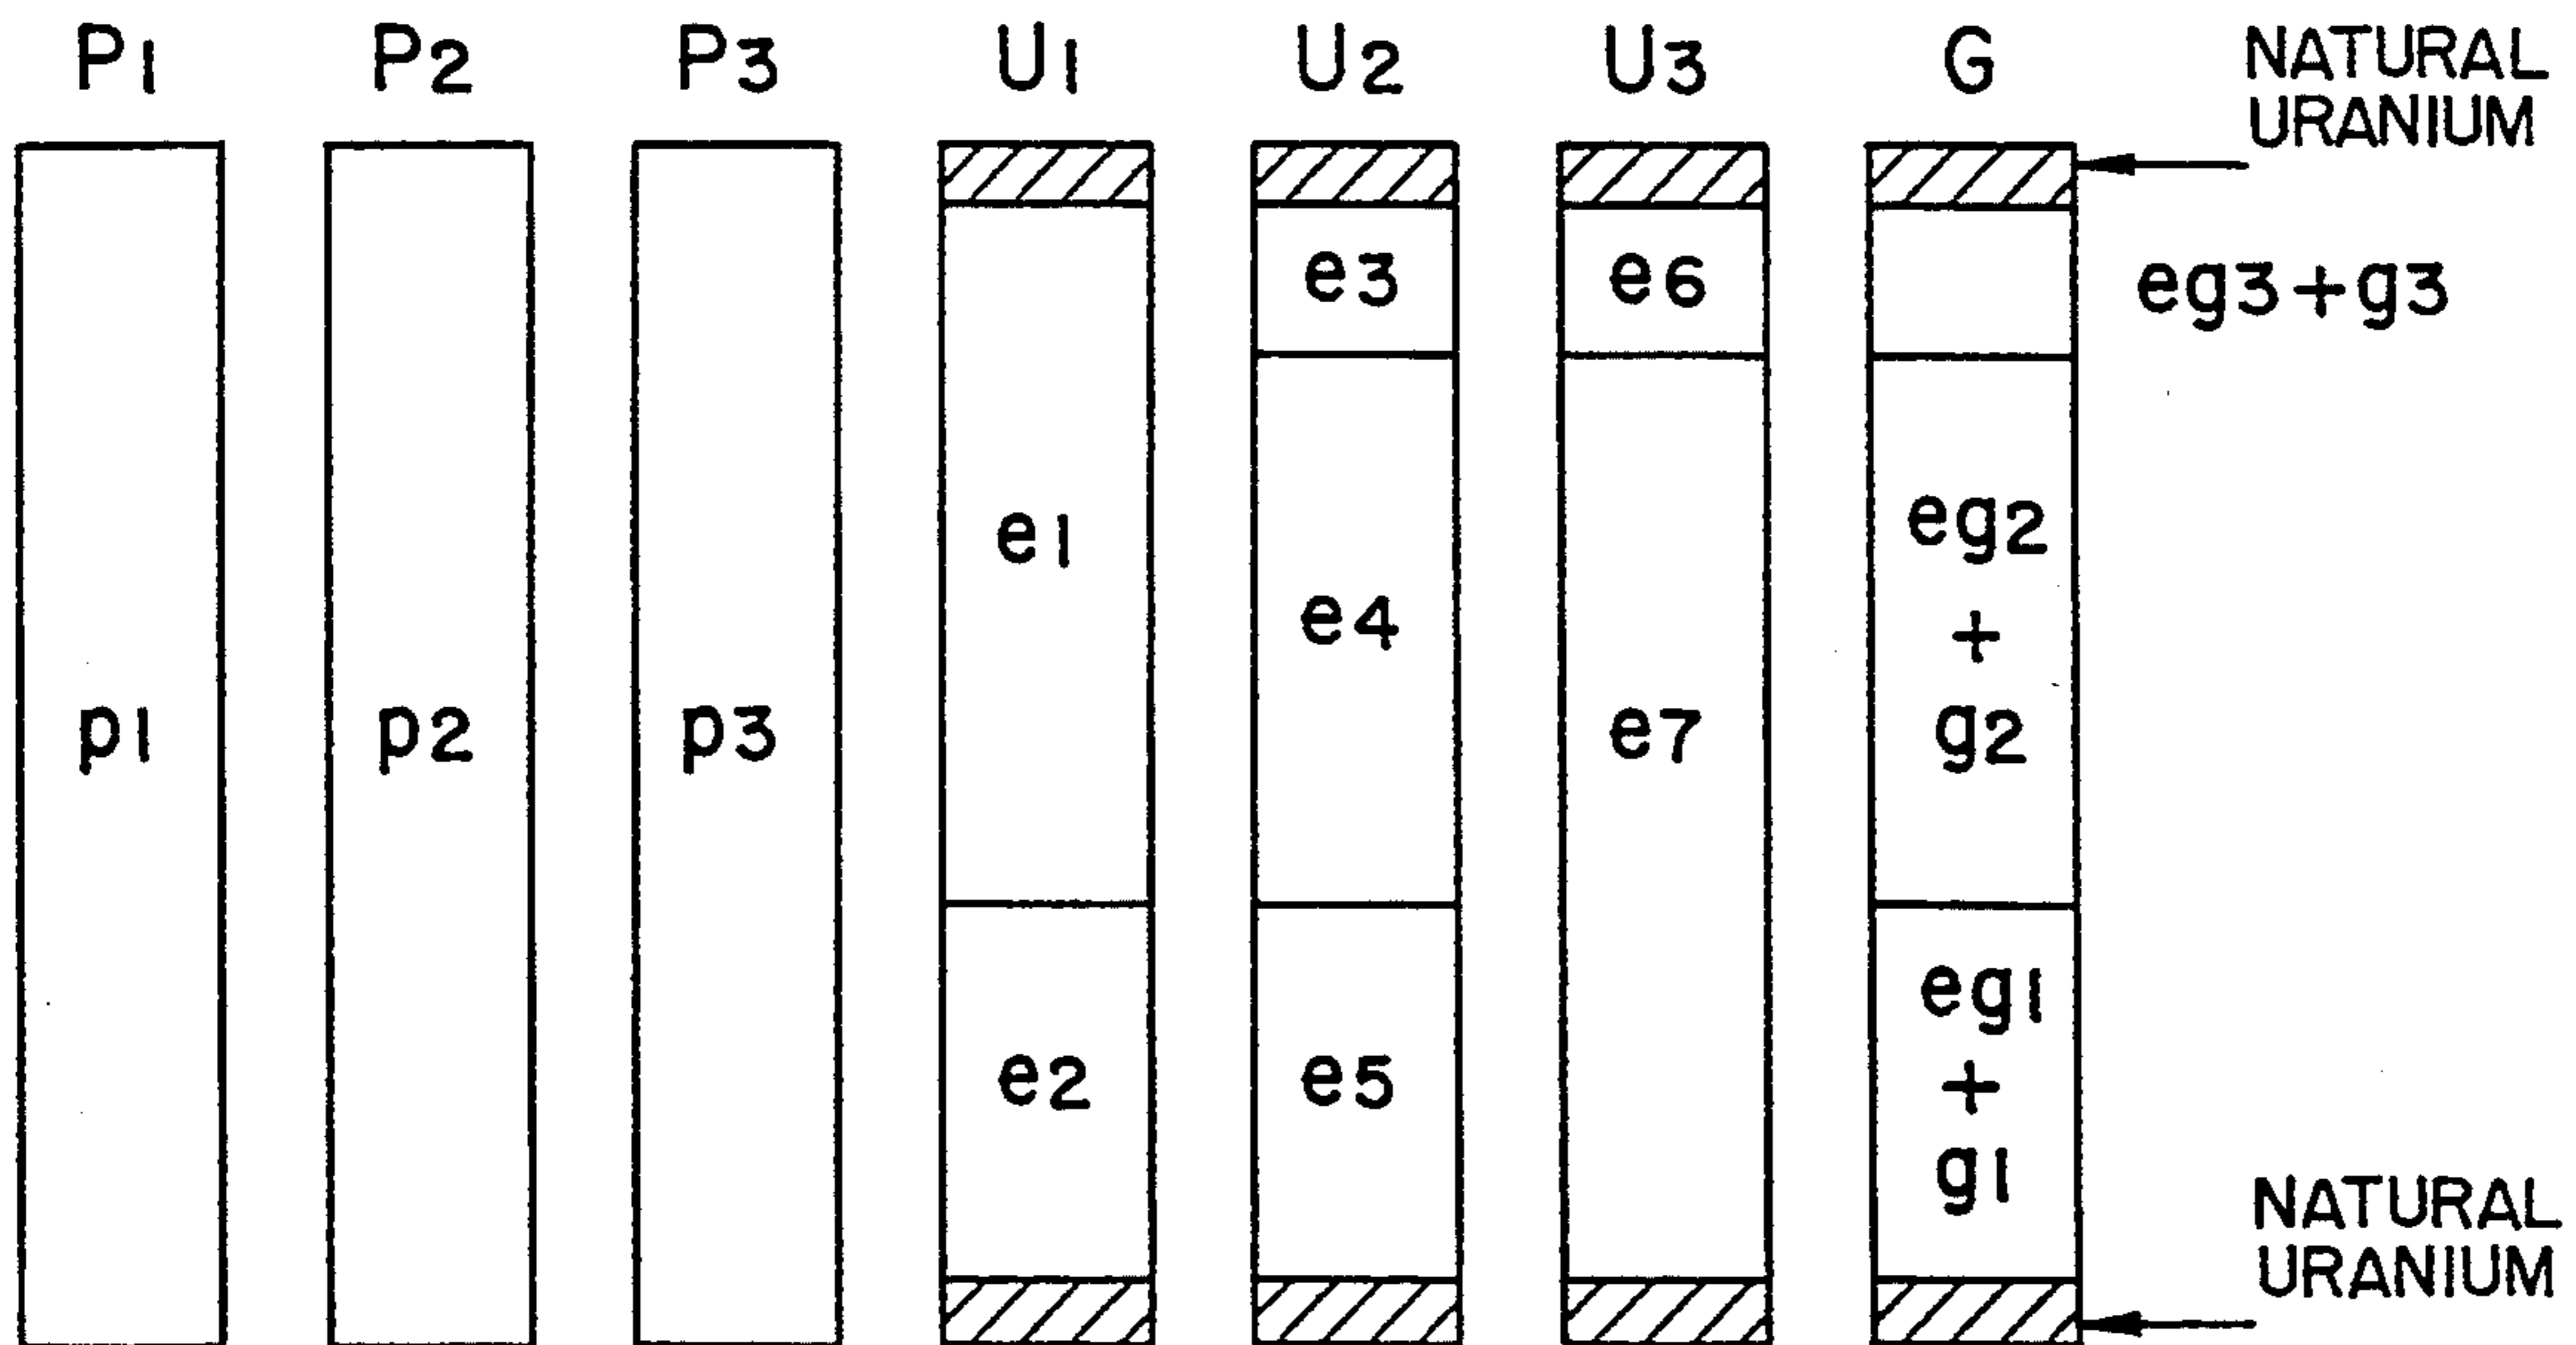 P1 P2 P3 U1 U2 U3 G
NATURAL
URANIUM
e3 e6 eg3+g3
e1 eg2
e4 +
p1 p2 p3 e7 g2
eg1
e2 e5 +
g1
NATURAL
URANIUM